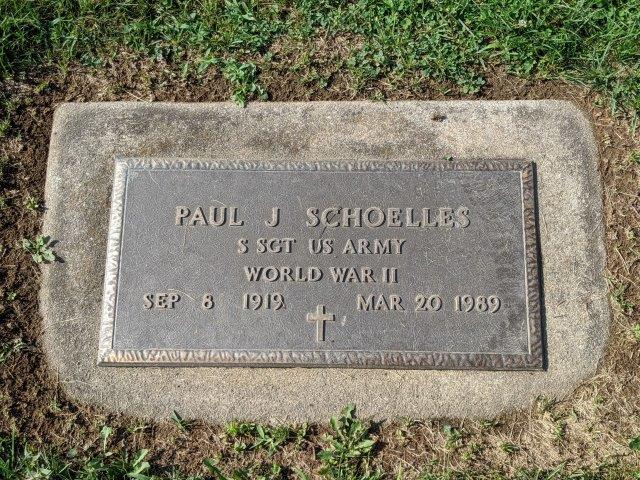 PAUL J SCHOELLES
S SGT US ARMY
WORLD WAR II
SEP 8 1919 MAR 20 1989